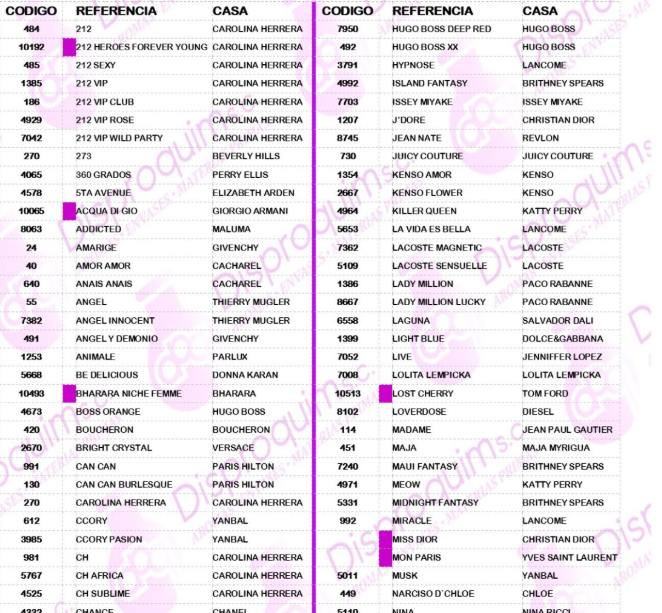 CODIGO REFERENCIA CASA
484 212 CAROLINA HERRERA
10192 212 HEROES FOREVER YOUNG CAROLINA HERRERA
485 212 SEXY CAROLINA HERRERA
1385 212 VIP CAROLINA HERRERA
186 212 VIP CLUB CAROLINA HERRERA
4929 212 VIP ROSE CAROLINA HERRERA
7042 212 VIP WILD PARTY CAROLINA HERRERA
270 273 BEVERLY HILLS
4065 360 GRADOS PERRY ELLIS
4578 5TA AVENUE ELIZABETH ARDEN
10065 ACQUA DI GIO GIORGIO ARMANI
8063 ADDICTED MALUMA
24 AMARIGE GIVENCHY
40 AMOR AMOR CACHAREL
640 ANAIS ANAIS CACHAREL
55 ANGEL THIERRY MUGLER
7382 ANGEL INNOCENT THIERRY MUGLER
491 ANGEL Y DEMONIO GIVENCHY
1253 ANIMALE PARLUX
5668 BE DELICIOUS DONNA KARAN
10493 BHARARA NICHE FEMME BHARARA
4673 BOSS ORANGE HUGO BOSS
420 BOUCHERON BOUCHERON
2670 BRIGHT CRYSTAL VERSACE
991 CAN CAN PARIS HILTON
130 CAN CAN BURLESQUE PARIS HILTON
270 CAROLINA HERRERA CAROLINA HERRERA
612 CCORY YANBAL
3985 CCORY PASION YANBAL
981 CH CAROLINA HERRERA
5767 CH AFRICA CAROLINA HERRERA
4525 CH SUBLIME CAROLINA HERRERA
4332 CHANCE CHANEL
CODIGO REFERENCIA CASA
7950 HUGO BOSS DEEP RED HUGO BOSS
492 HUGO BOSS XX HUGO BOSS
3791 HYPNOSE LANCOME
4992 ISLAND FANTASY BRITHNEY SPEARS
7703 ISSEY MIYAKE ISSEY MIYAKE
1207 J'DORE CHRISTIAN DIOR
8745 JEAN NATE REVLON
730 JUICY COUTURE JUICY COUTURE
1354 KENSO AMOR KENSO
2667 KENSO FLOWER KENSO
4964 KILLER QUEEN KATTY PERRY
5653 LA VIDA ES BELLA LANCOME
7362 LACOSTE MAGNETIC LACOSTE
5109 LACOSTE SENSUELLE LACOSTE
1386 LADY MILLION PACO RABANNE
8667 LADY MILLION LUCKY PACO RABANNE
6558 LAGUNA SALVADOR DALI
1399 LIGHT BLUE DOLCE&GABBANA
7052 LIVE JENNIFFER LOPEZ
7008 LOLITA LEMPICKA LOLITA LEMPICKA
10513 LOST CHERRY TOM FORD
8102 LOVERDOSE DIESEL
114 MADAME JEAN PAUL GAUTIER
451 MAJA MAJA MYRIGUA
7240 MAUI FANTASY BRITHNEY SPEARS
4971 MEOW KATTY PERRY
5331 MIDNIGHT FANTASY BRITHNEY SPEARS
992 MIRACLE LANCOME
MISS DIOR CHRISTIAN DIOR
MON PARIS YVES SAINT LAURENT
5011 MUSK YANBAL
449 NARCISO D`CHLOE CHLOE
5110 NINA NINA RICCI